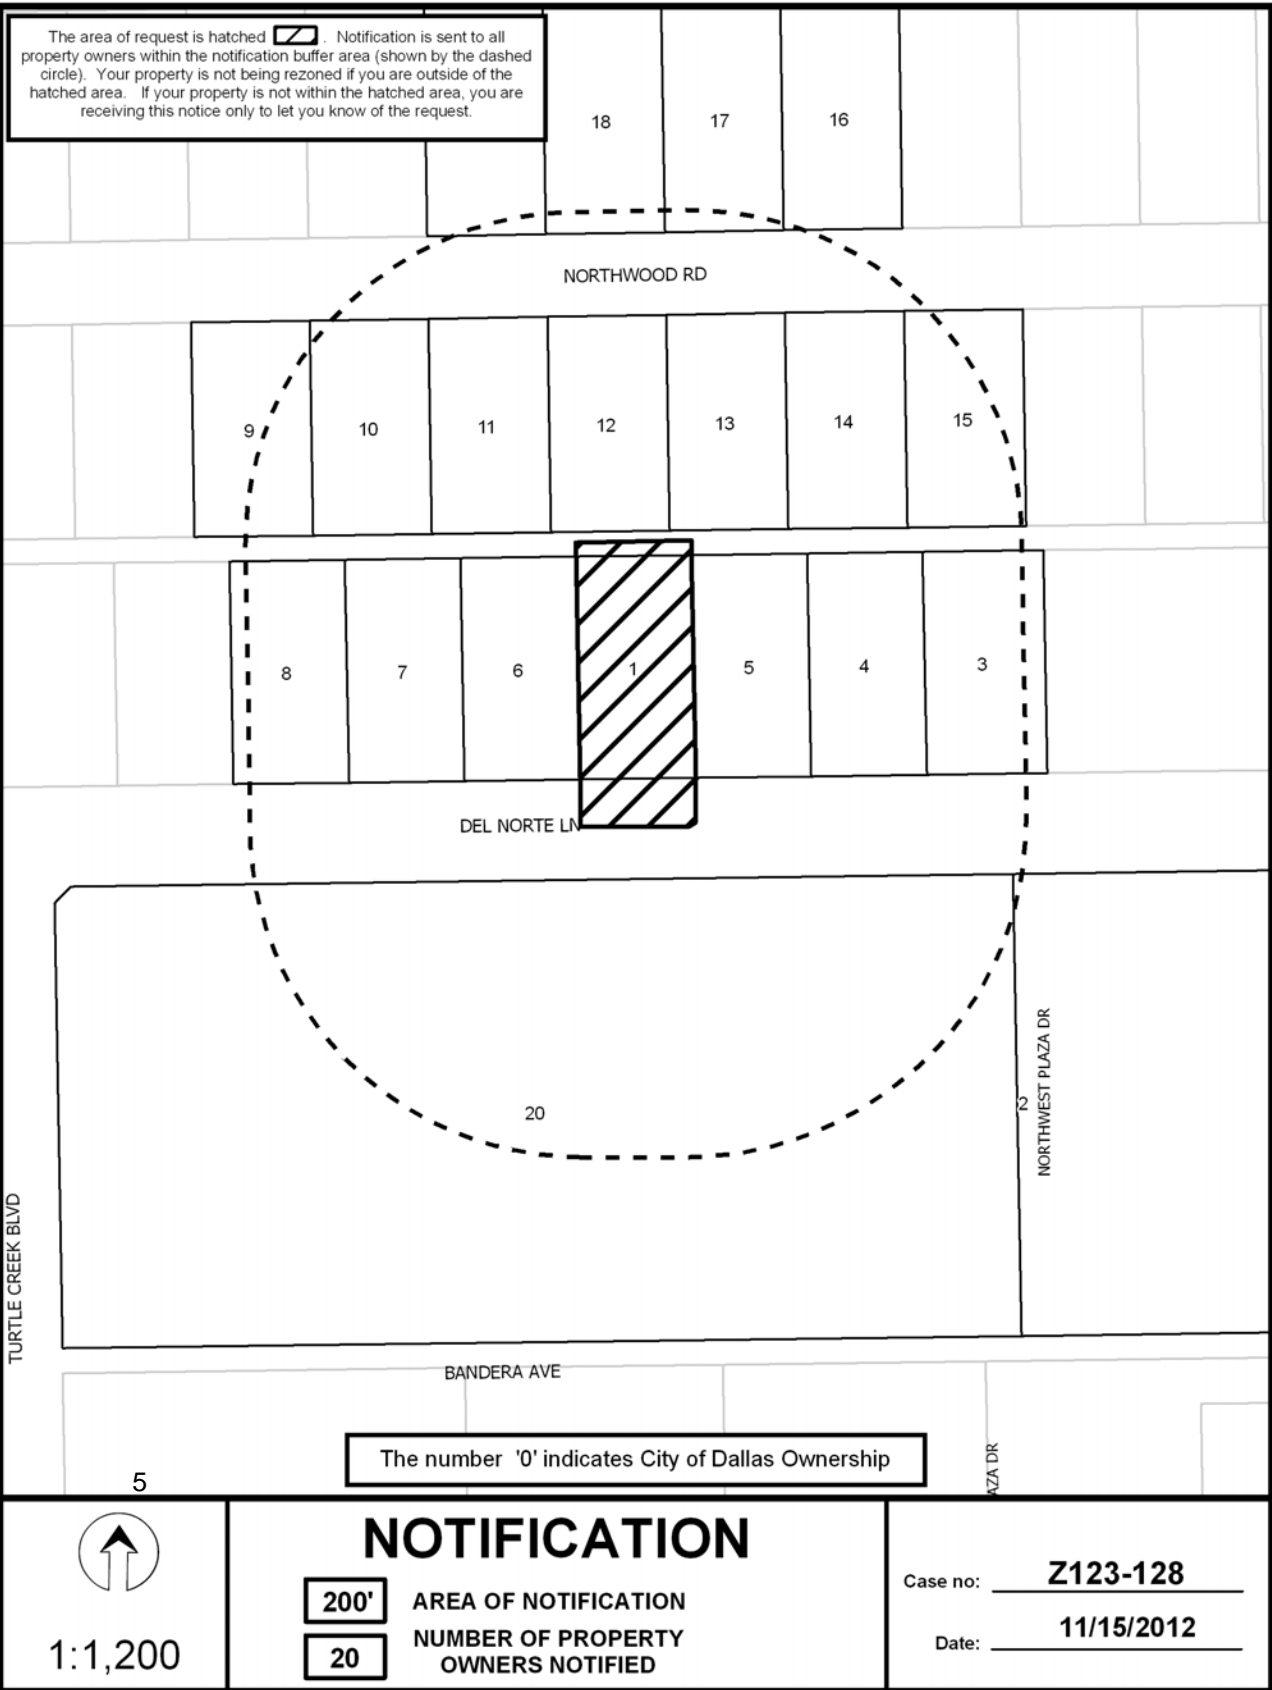 The area of request is hatched . Notification is sent to all
property owners within the notification buffer area (shown by the dashed
circle). Your property is not being rezoned if you are outside of the
hatched area. If your property is not within the hatched area, you are
receiving this notice only to let you know of the request.
18 17 16
NORTHWOOD RD
9 10 11 12 13 14 15
8 7 6 1 5 4 3
DEL NORTE LN
20
2
NORTHWEST PLAZA DR
TURTLE CREEK BLVD
BANDERA AVE
The number '0' indicates City of Dallas Ownership
AZA DR
5
1:1,200
NOTIFICATION
200' AREA OF NOTIFICATION
20 NUMBER OF PROPERTY
OWNERS NOTIFIED
Case no: Z123-128
Date: 11/15/2012